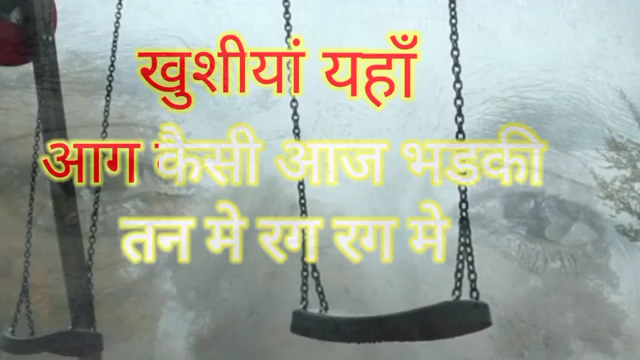 खुशीयां यहाँ
आग कैसी आज भडकी
तन मे रग रग मे